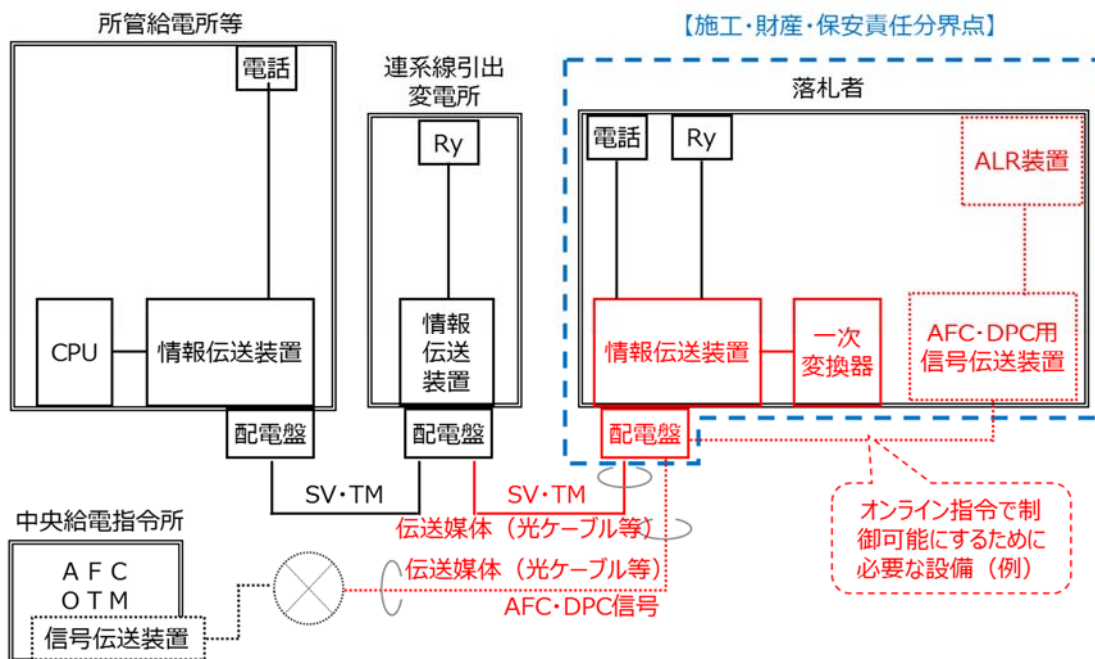 所管給電所等
電話
CPU
情報伝送装置
配電盤
連系線引出
変電所
Ry
情報
伝送
装置
配電盤
【施工・財産・保安責任分界点】
落札者
電話
Ry
ALR装置
情報伝送装置
一次
変換器
AFC・DPC用
信号伝送装置
配電盤
SV・TM
SV・TM
伝送媒体（光ケーブル等）
伝送媒体（光ケーブル等）
AFC・DPC信号
オンライン指令で制
御可能にするために
必要な設備（例）
中央給電指令所
ＡＦＣ
ＯＴＭ
信号伝送装置